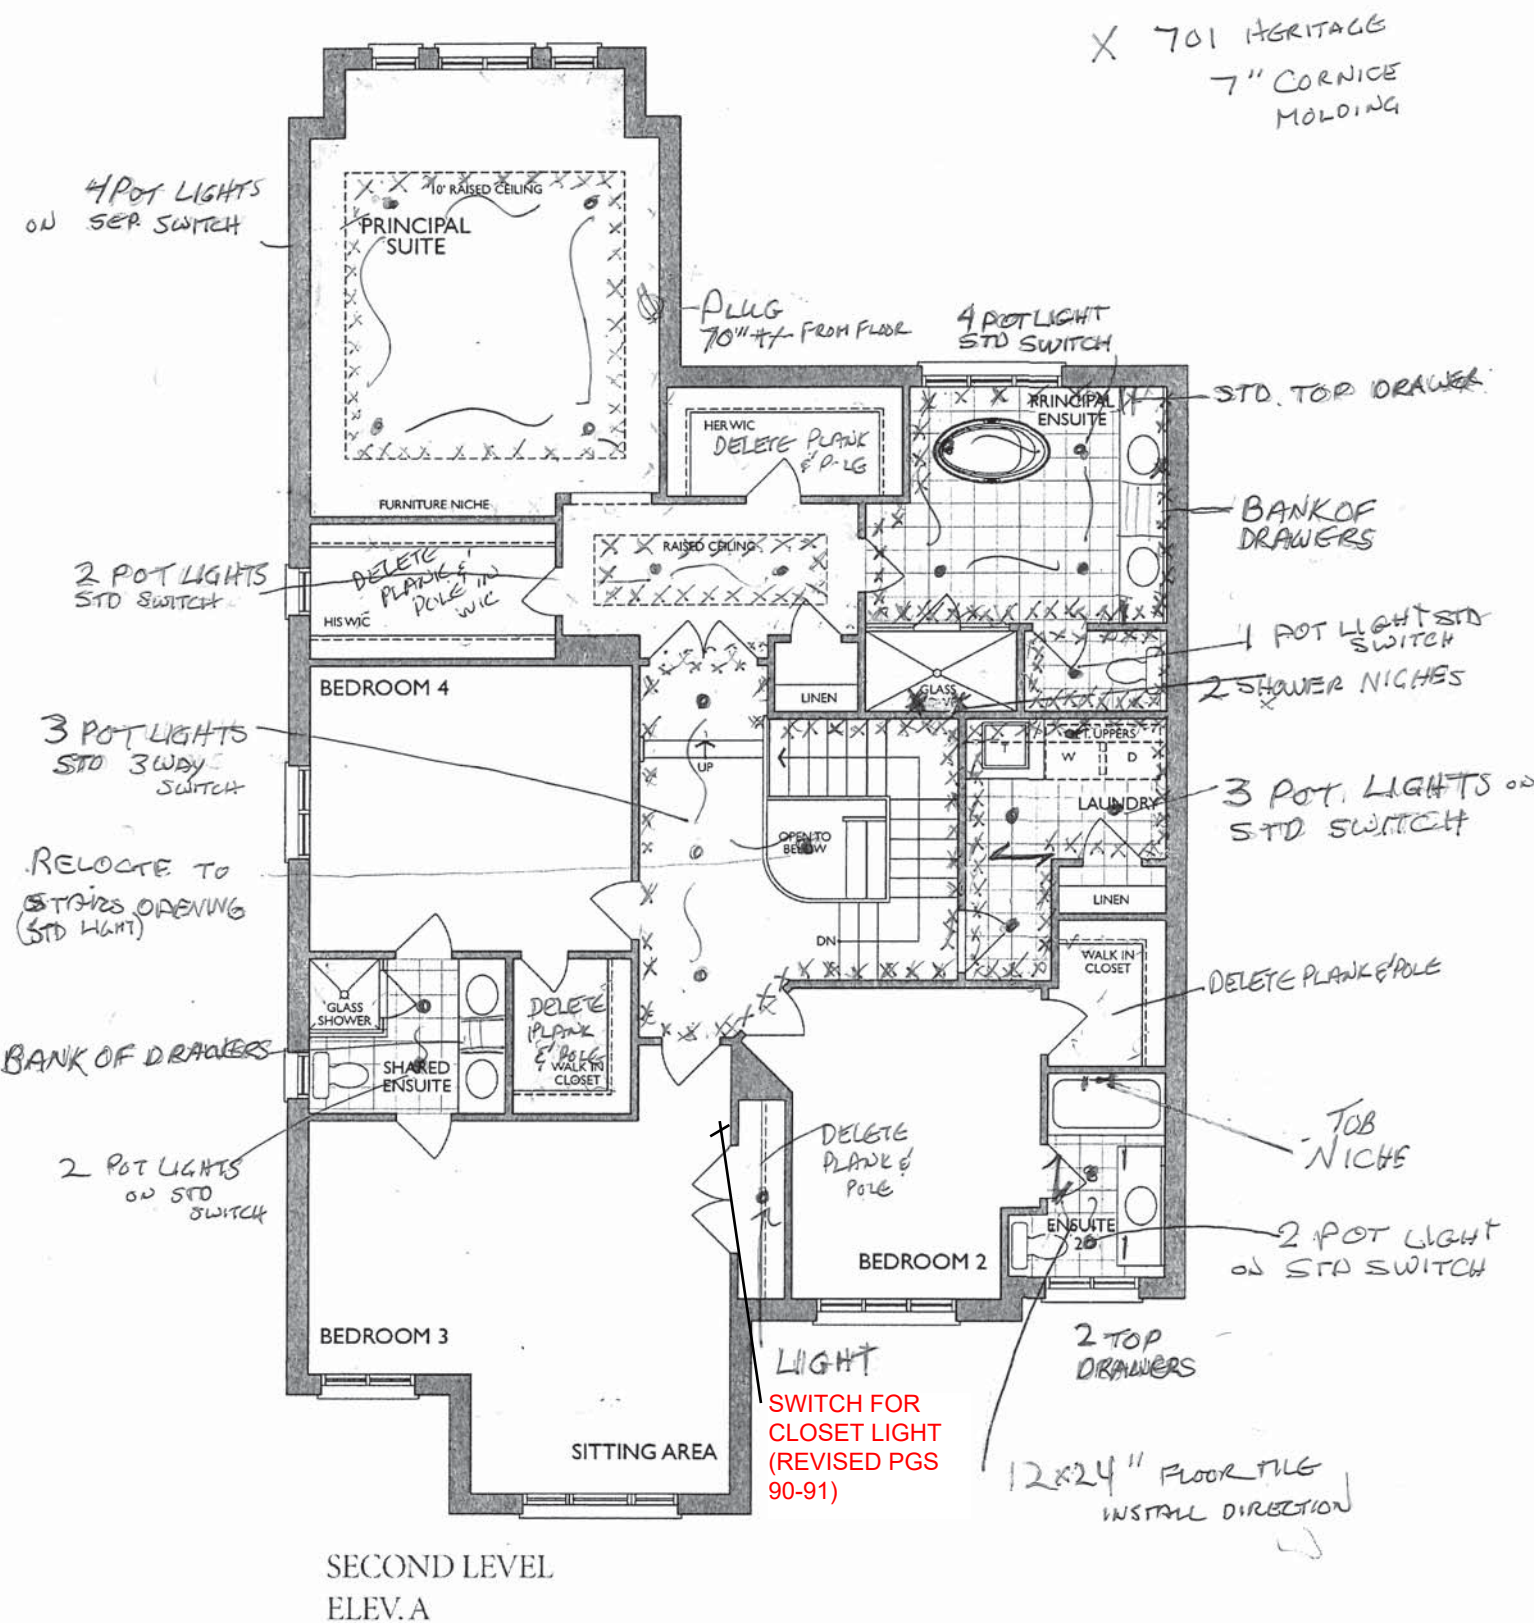 X 701 HERITAGE
7" CORNICE
MOLDING
4 POT LIGHTS
ON SEP. SWITCH
10' RAISED CEILING
PRINCIPAL
SUITE
PLUG
70" +/- FROM FLOOR
4 POTLIGHT
STD SWITCH
STD. TOP DRAWER
PRINCIPAL
ENSUITE
HER WIC
DELETE PLANK
&
FURNITURE NICHE
BANK OF
DRAWERS
RAISED CEILING
2 POT LIGHTS
STD SWITCH
DELETE
PLANK &
POLE IN
WIC
HIS WIC
1 POT LIGHT STD
SWITCH
2 SHOWER NICHES
X
BEDROOM 4
LINEN
GLASS
3 POT LIGHTS
STD 3 WAY
SWITCH
UP
T
OPT. UPPERS
W
D
LAUNDRY
3 POT. LIGHTS ON
STD SWITCH
OPEN TO
BELOW
RELOCTE TO
STAIRS OPENING
(STD LIGHT)
LINEN
DN
WALK IN
CLOSET
DELETE PLANK & POLE
GLASS
SHOWER
DELETE
PLANK
& POLE
WALK IN
CLOSET
BANK OF DRAWERS
SHARED
ENSUITE
TOB
NICHE
DELETE
PLANK &
POLE
2 POT LIGHTS
ON STD
SWITCH
ENSUITE
2
2 POT LIGHT
ON STD SWITCH
BEDROOM 2
BEDROOM 3
2 TOP
DRAWERS
LIGHT
SWITCH FOR
CLOSET LIGHT
(REVISED PGS
90-91)
SITTING AREA
12x24" FLOOR TILE
INSTALL DIRECTION
SECOND LEVEL
ELEV. A